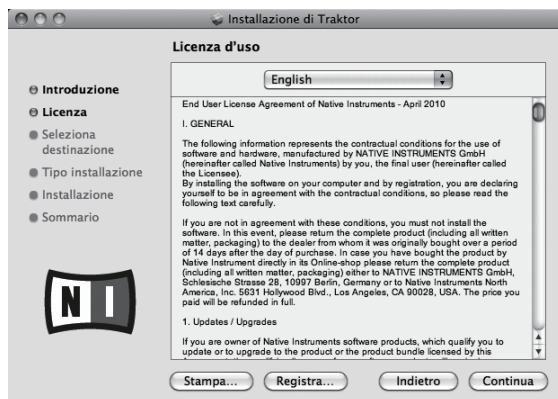 Installazione di Traktor
Licenza d'uso
English
Introduzione
Licenza
Seleziona
destinazione
Tipo installazione
Installazione
Sommario
NI
End User License Agreement of Native Instruments - April 2010
I. GENERAL
The following information represents the contractual conditions for the use of
software and hardware, manufactured by NATIVE INSTRUMENTS GmbH
(hereinafter called Native Instruments) by you, the final user (hereinafter called
the Licensee).
By installing the software on your computer and by registration, you are declaring
yourself to be in agreement with the contractual conditions, so please read the
following text carefully.
If you are not in agreement with these conditions, you must not install the
software. In this event, please return the complete product (including all written
matter, packaging) to the dealer from whom it was originally bought over a period
of 14 days after the day of purchase. In case you have bought the product by
Native Instrument directly in its Online-shop please return the complete product
(including all written matter, packaging) either to NATIVE INSTRUMENTS GmbH,
Schlesische Strasse 28, 10997 Berlin, Germany or to Native Instruments North
America, Inc. 5631 Hollywood Blvd., Los Angeles, CA 90028, USA. The price you
paid will be refunded in full.
1. Updates / Upgrades
If you are owner of Native Instruments software products, which qualify you to
update or to upgrade to the product or the product bundle licensed by this
Stampa...
Registra...
Indietro
Continua